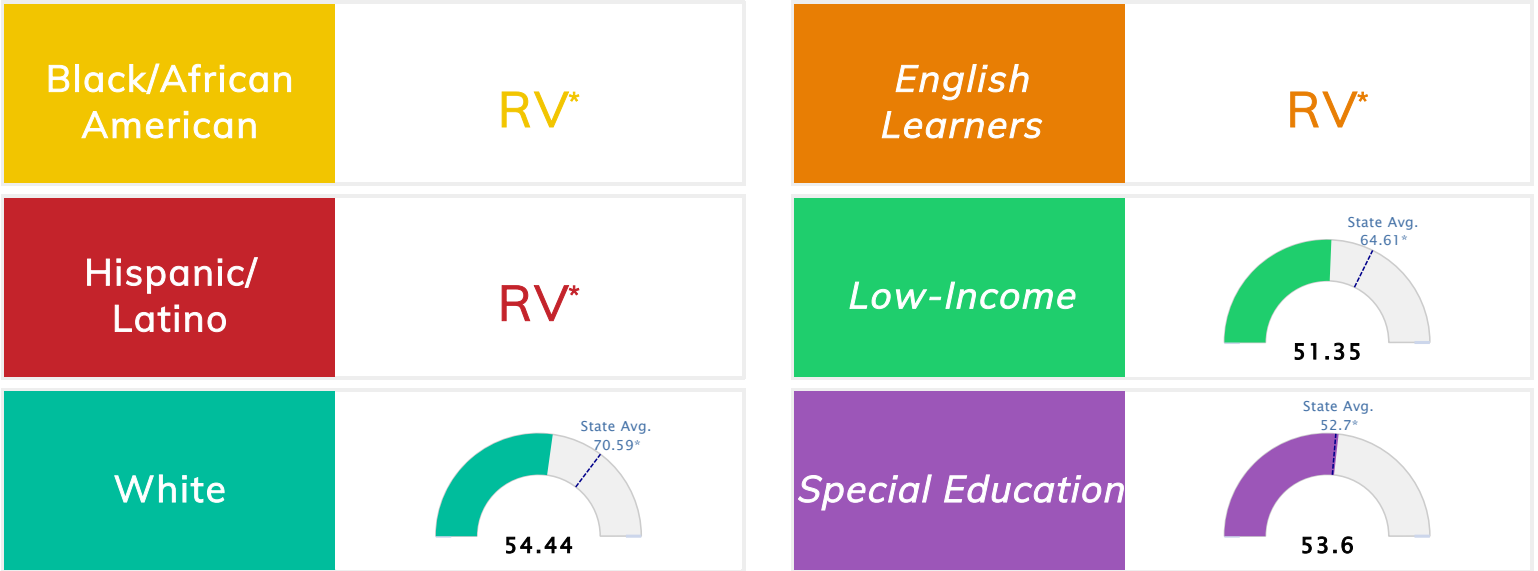 Black/African
American
RV*
English
Learners
RV*
Hispanic/
Latino
RV*
Low-Income
State Avg.
64.61*
51.35
White
State Avg.
70.59*
54.44
Special Education
State Avg.
52.7*
53.6